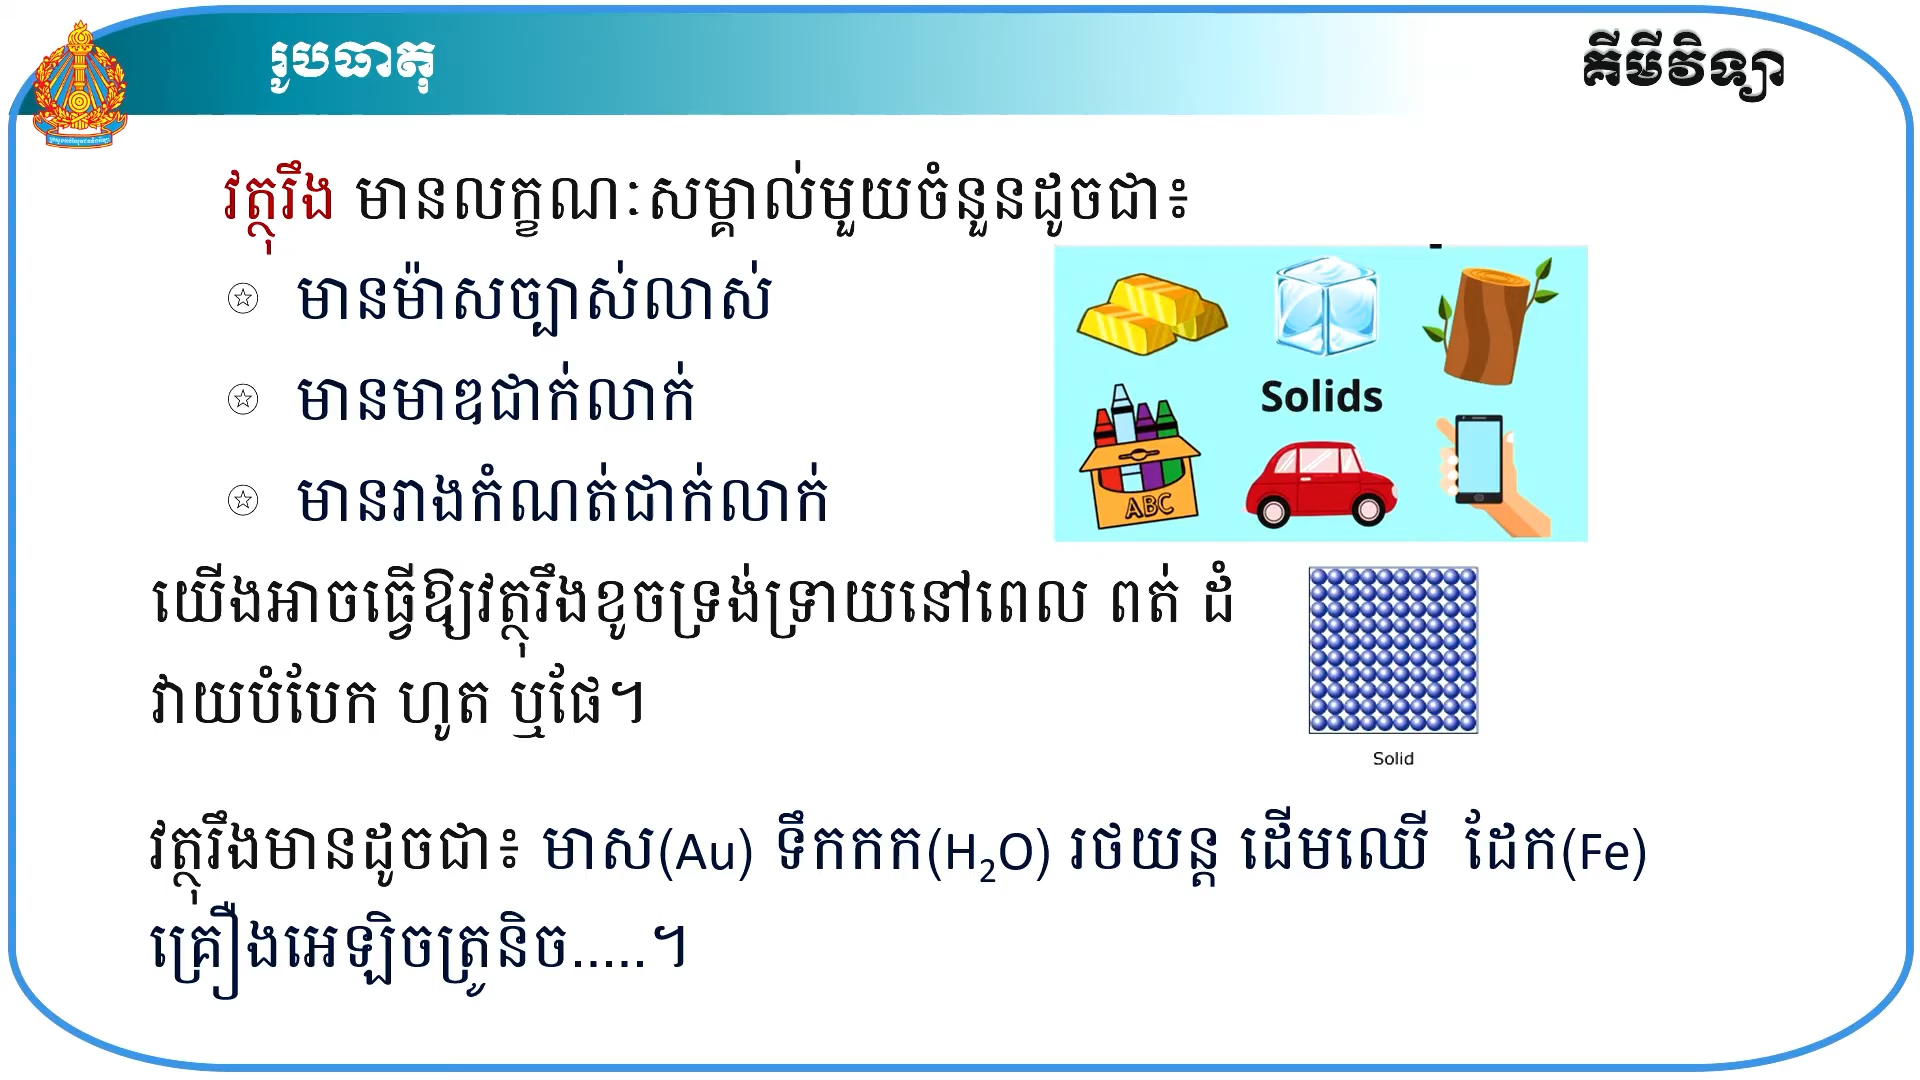 រូបធាតុ
គីមីវិទ្យា
វត្ថុរឹង មានលក្ខណៈសម្គាល់មួយចំនួនដូចជា៖
មានម៉ាសច្បាស់លាស់
មានមាឌជាក់លាក់
មានរាងកំណត់ជាក់លាក់
Solids
ABC
យើងអាចធ្វើឱ្យវត្ថុរឹងខូចទ្រង់ទ្រាយនៅពេល ពត់ ដំ
វាយបំបែក ហូត ឬផែ។
Solid
វត្ថុរឹងមានដូចជា៖ មាស(Au) ទឹកកក(H₂O) រថយន្ត ដើមឈើ ដែក(Fe)
គ្រឿងអេឡិចត្រូនិច.....។